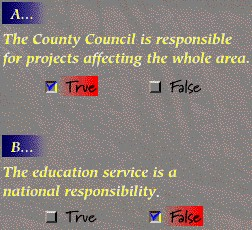 A...
The County Council is responsible
for projects affecting the whole area.
True False
B...
The education service is a
national responsibility.
True False